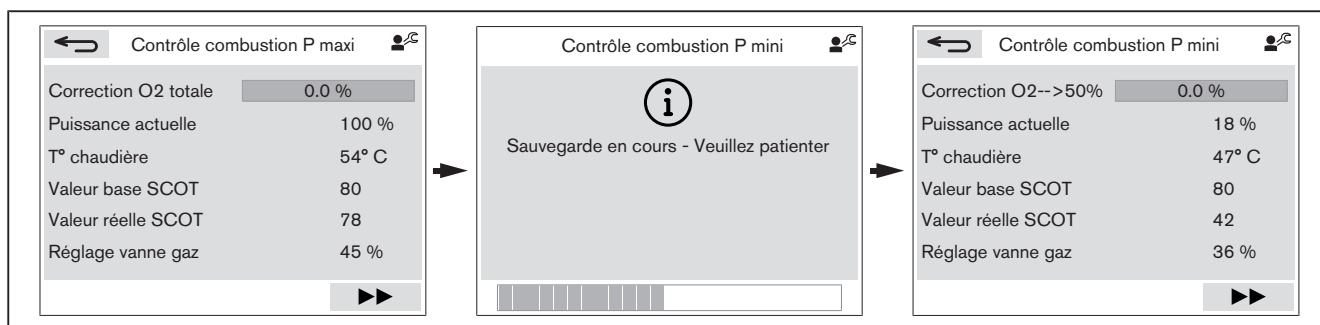 Contrôle combustion P maxi
Correction O2 totale 0.0 %
Puissance actuelle 100 %
T° chaudière 54° C
Valeur base SCOT 80
Valeur réelle SCOT 78
Réglage vanne gaz 45 %
Contrôle combustion P mini
Sauvegarde en cours - Veuillez patienter
Contrôle combustion P mini
Correction O2-->50% 0.0 %
Puissance actuelle 18 %
T° chaudière 47° C
Valeur base SCOT 80
Valeur réelle SCOT 42
Réglage vanne gaz 36 %